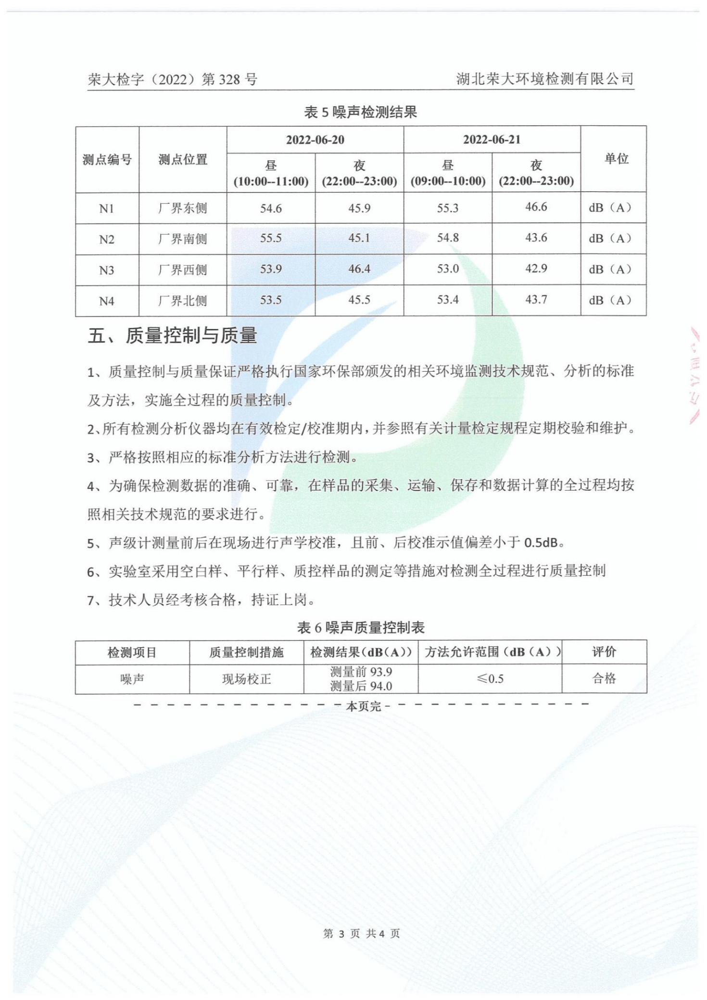 荣大检字（2022）第 328 号 湖北荣大环境检测有限公司
表 5 噪声检测结果
测点编号 测点位置 2022-06-20 2022-06-21 单位
昼 夜 昼 夜
(10:00--11:00) (22:00--23:00) (09:00--10:00) (22:00--23:00)
N1 厂界东侧 54.6 45.9 55.3 46.6 dB（A）
N2 厂界南侧 55.5 45.1 54.8 43.6 dB（A）
N3 厂界西侧 53.9 46.4 53.0 42.9 dB（A）
N4 厂界北侧 53.5 45.5 53.4 43.7 dB（A）
五、质量控制与质量
1、质量控制与质量保证严格执行国家环保部颁发的相关环境监测技术规范、分析的标准
及方法，实施全过程的质量控制。
2、所有检测分析仪器均在有效检定/校准期内，并参照有关计量检定规程定期校验和维护。
3、严格按照相应的标准分析方法进行检测。
4、为确保检测数据的准确、可靠，在样品的采集、运输、保存和数据计算的全过程均按
照相关技术规范的要求进行。
5、声级计测量前后在现场进行声学校准，且前、后校准示值偏差小于 0.5dB。
6、实验室采用空白样、平行样、质控样品的测定等措施对检测全过程进行质量控制
7、技术人员经考核合格，持证上岗。
表 6 噪声质量控制表
检测项目 质量控制措施 检测结果（dB（A）） 方法允许范围（dB（A）） 评价
噪声 现场校正 测量前 93.9 ≤0.5 合格
测量后 94.0
– – – – – – – – – – – – – 本页完 – – – – – – – – – – – – –
第 3 页 共 4 页